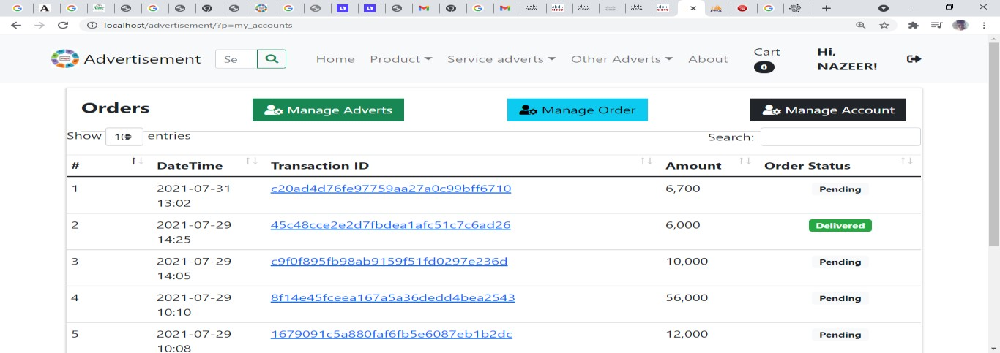 localhost/advertisement/?p=my_accounts
Advertisement Se Home Product Service adverts Other Adverts About Cart 0 Hi, NAZEER!
Orders Manage Adverts Manage Order Manage Account
Show 10 entries Search:
# DateTime Transaction ID Amount Order Status
1 2021-07-31 13:02 c20ad4d76fe97759aa27a0c99bff6710 6,700 Pending
2 2021-07-29 14:25 45c48cce2e2d7fbdea1afc51c7c6ad26 6,000 Delivered
3 2021-07-29 14:05 c9f0f895fb98ab9159f51fd0297e236d 10,000 Pending
4 2021-07-29 10:10 8f14e45fceea167a5a36dedd4bea2543 56,000 Pending
5 2021-07-29 10:08 1679091c5a880faf6fb5e6087eb1b2dc 12,000 Pending